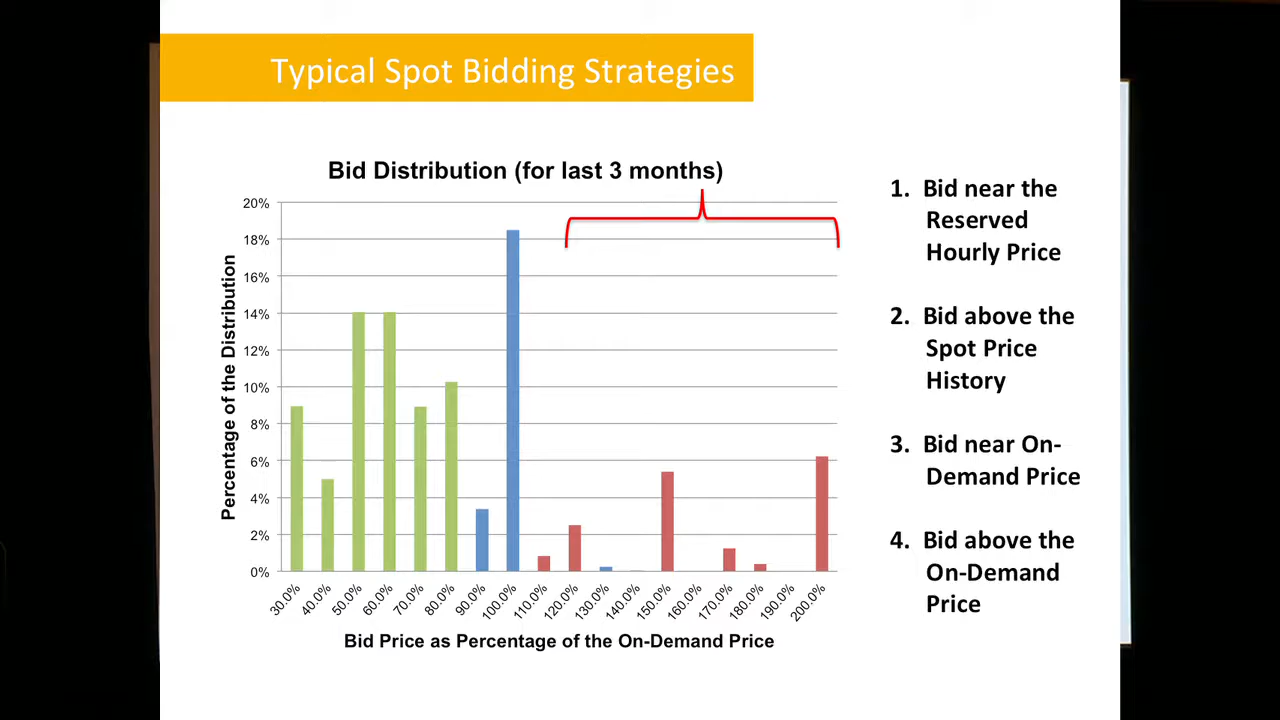 Typical Spot Bidding Strategies
Bid Distribution (for last 3 months)
Percentage of the Distribution
20%
18%
16%
14%
12%
10%
8%
6%
4%
2%
0%
30.0%
40.0%
50.0%
60.0%
70.0%
80.0%
90.0%
100.0%
110.0%
120.0%
130.0%
140.0%
150.0%
160.0%
170.0%
180.0%
190.0%
200.0%
Bid Price as Percentage of the On-Demand Price
1. Bid near the
Reserved
Hourly Price
2. Bid above the
Spot Price
History
3. Bid near On-
Demand Price
4. Bid above the
On-Demand
Price